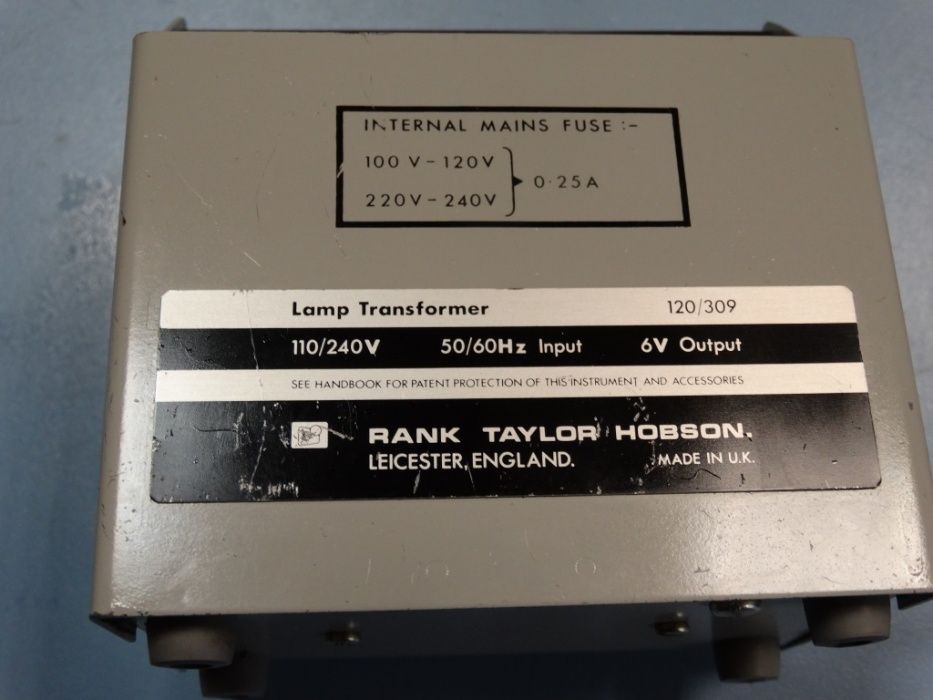 INTERNAL MAINS FUSE :-
100 V - 120V
220V - 240V
0·25A
Lamp Transformer 120/309
110/240V 50/60Hz Input 6V Output
SEE HANDBOOK FOR PATENT PROTECTION OF THIS INSTRUMENT AND ACCESSORIES
RANK TAYLOR HOBSON.
LEICESTER, ENGLAND. MADE IN U.K.